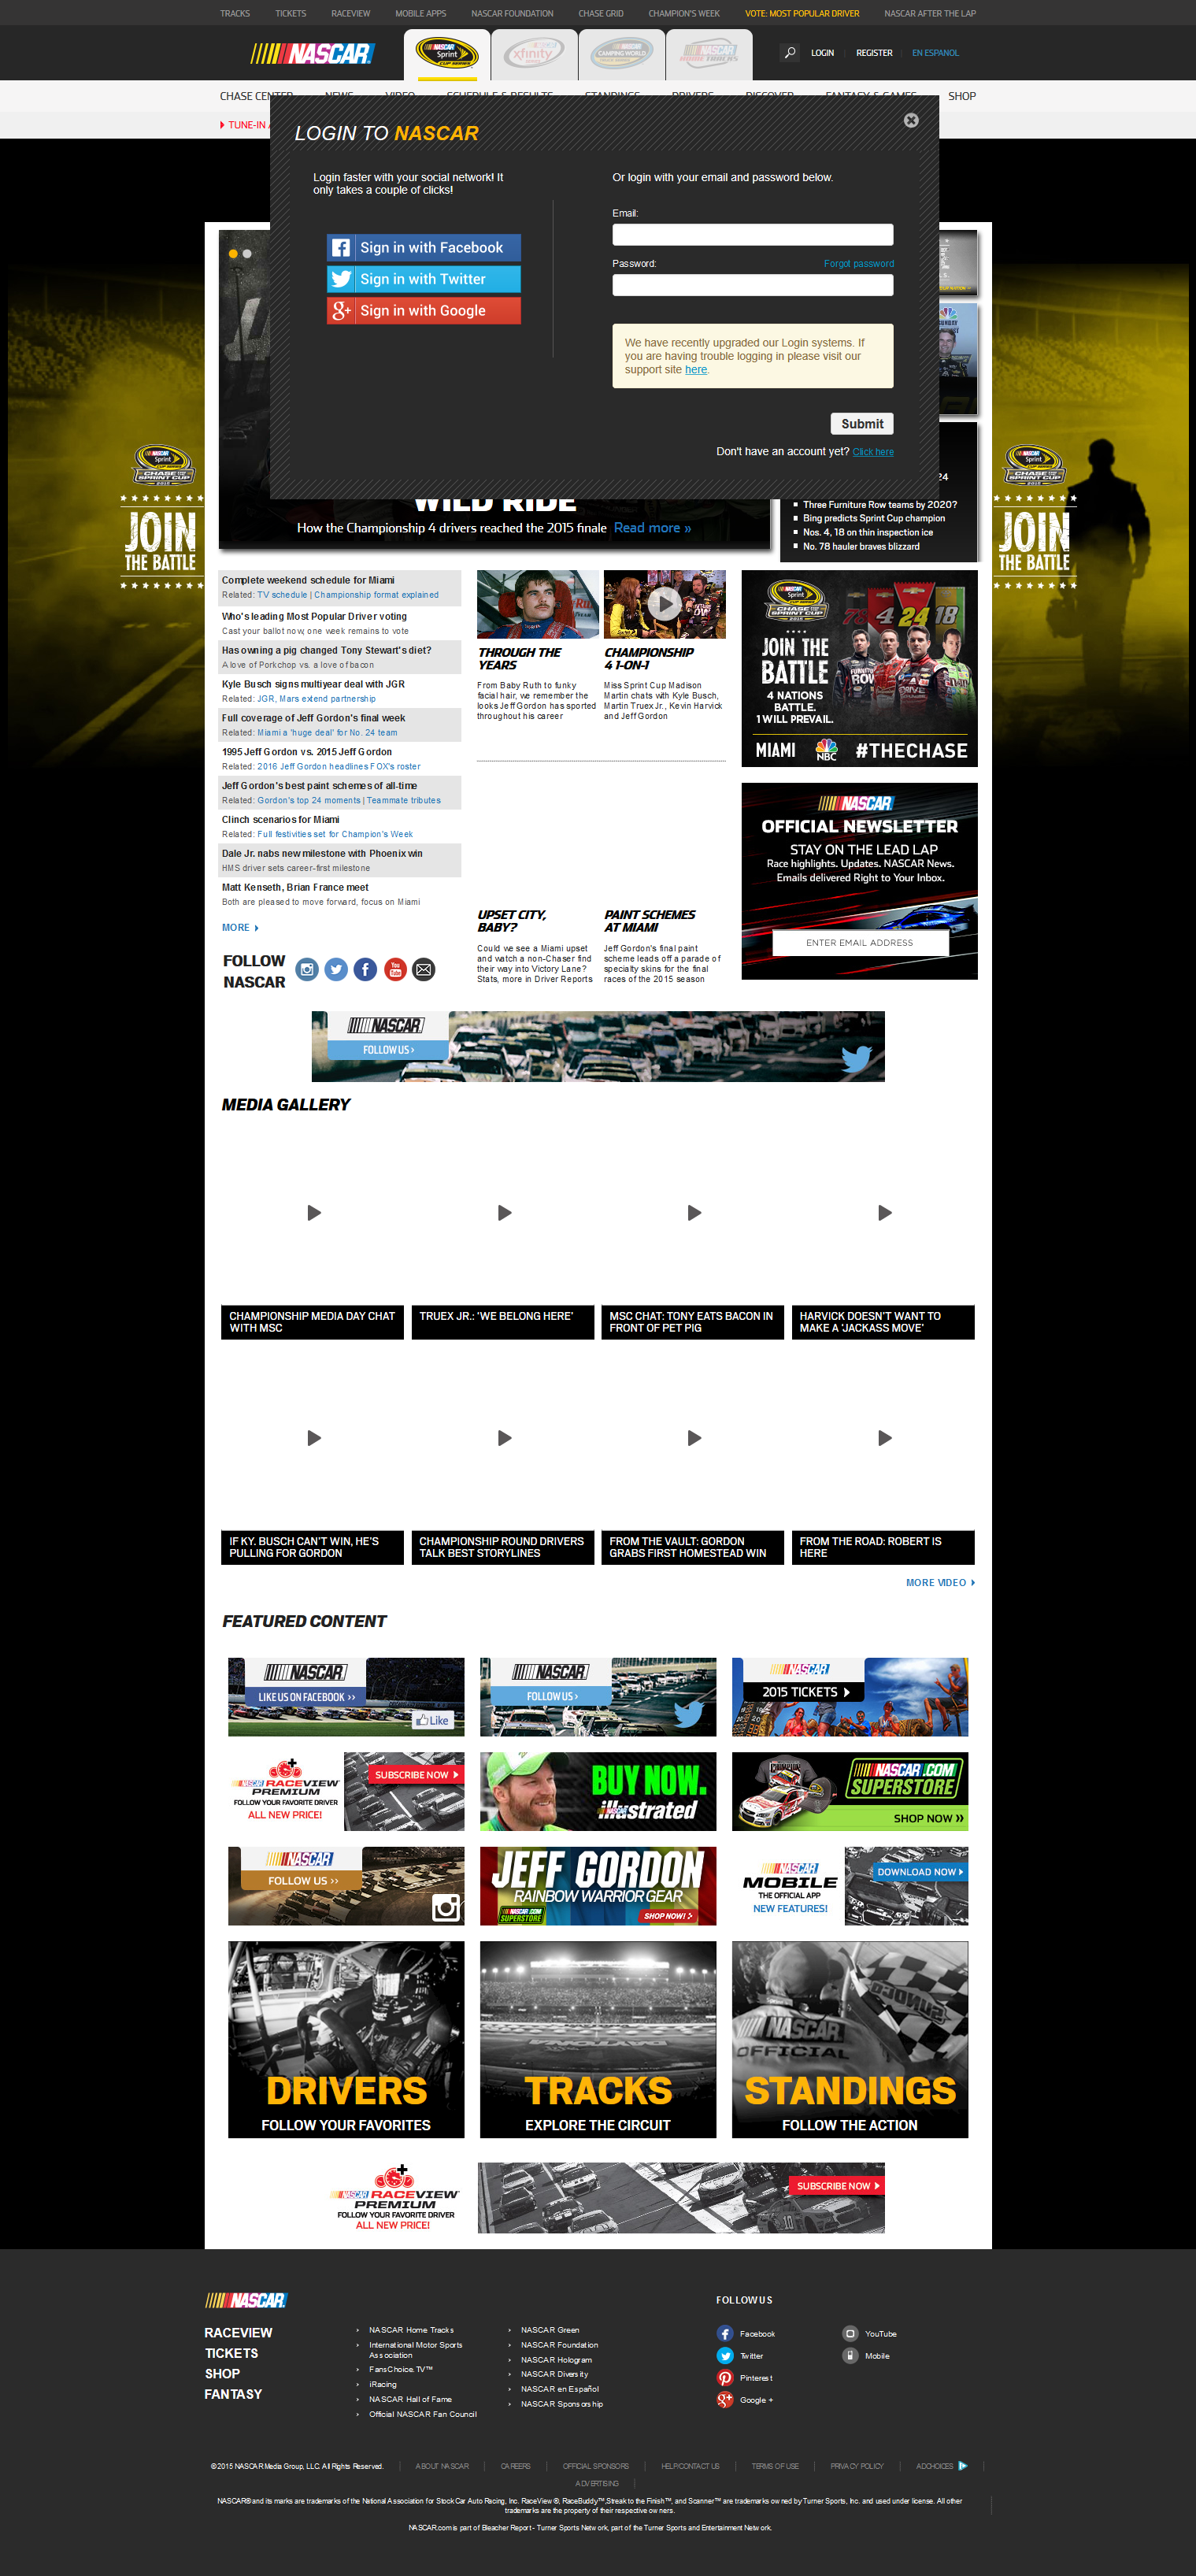 TRACKS TICKETS RACEVIEW MOBILE APPS NASCAR FOUNDATION CHASE GRID CHAMPION'S WEEK VOTE: MOST POPULAR DRIVER NASCAR AFTER THE LAP
NASCAR
LOGIN REGISTER EN ESPANOL
CHASE CENTER NEWS VIDEO SCHEDULE & RESULTS STANDINGS DRIVERS DISCOVER FANTASY & GAMES SHOP
TUNE-IN
LOGIN TO NASCAR
Login faster with your social network! It
only takes a couple of clicks!
Sign in with Facebook
Sign in with Twitter
Sign in with Google
Or login with your email and password below.
Email:
Password: Forgot password
We have recently upgraded our Login systems. If
you are having trouble logging in please visit our
support site here.
Submit
Don't have an account yet? Click here
WILD RIDE
How the Championship 4 drivers reached the 2015 finale Read more »
24
Three Furniture Row teams by 2020?
Bing predicts Sprint Cup champion
Nos. 4, 18 on thin inspection ice
No. 78 hauler braves blizzard
JOIN
THE BATTLE
JOIN
THE BATTLE
Complete weekend schedule for Miami
Related: TV schedule | Championship format explained
Who's leading Most Popular Driver voting
Cast your ballot now, one week remains to vote
Has owning a pig changed Tony Stewart's diet?
A love of Porkchop vs. a love of bacon
Kyle Busch signs multiyear deal with JGR
Related: JGR, Mars extend partnership
Full coverage of Jeff Gordon's final week
Related: Miami a 'huge deal' for No. 24 team
1995 Jeff Gordon vs. 2015 Jeff Gordon
Related: 2016 Jeff Gordon headlines FOX's roster
Jeff Gordon's best paint schemes of all-time
Related: Gordon's top 24 moments | Teammate tributes
Clinch scenarios for Miami
Related: Full festivities set for Champion's Week
Dale Jr. nabs new milestone with Phoenix win
HMS driver sets career-first milestone
Matt Kenseth, Brian France meet
Both are pleased to move forward, focus on Miami
MORE
FOLLOW
NASCAR
THROUGH THE
YEARS
From Baby Ruth to funky
facial hair, we remember the
looks Jeff Gordon has sported
throughout his career
CHAMPIONSHIP
4 1-ON-1
Miss Sprint Cup Madison
Martin chats with Kyle Busch,
Martin Truex Jr., Kevin Harvick
and Jeff Gordon
UPSET CITY,
BABY?
Could we see a Miami upset
and watch a non-Chaser find
their way into Victory Lane?
Stats, more in Driver Reports
PAINT SCHEMES
AT MIAMI
Jeff Gordon's final paint
scheme leads off a parade of
specialty skins for the final
races of the 2015 season
78 4 24 18
JOIN THE
BATTLE
4 NATIONS
BATTLE.
1 WILL PREVAIL.
MIAMI NBC #THECHASE
NASCAR
OFFICIAL NEWSLETTER
STAY ON THE LEAD LAP
Race highlights. Updates. NASCAR News.
Emails delivered Right to Your Inbox.
ENTER EMAIL ADDRESS
NASCAR
FOLLOW US ›
MEDIA GALLERY
CHAMPIONSHIP MEDIA DAY CHAT
WITH MSC
TRUEX JR.: 'WE BELONG HERE'
MSC CHAT: TONY EATS BACON IN
FRONT OF PET PIG
HARVICK DOESN'T WANT TO
MAKE A 'JACKASS MOVE'
IF KY. BUSCH CAN'T WIN, HE'S
PULLING FOR GORDON
CHAMPIONSHIP ROUND DRIVERS
TALK BEST STORYLINES
FROM THE VAULT: GORDON
GRABS FIRST HOMESTEAD WIN
FROM THE ROAD: ROBERT IS
HERE
MORE VIDEO
FEATURED CONTENT
NASCAR
LIKE US ON FACEBOOK ››
Like
NASCAR
FOLLOW US ›
NASCAR
2015 TICKETS
NASCAR RACEVIEW
PREMIUM
FOLLOW YOUR FAVORITE DRIVER
ALL NEW PRICE!
SUBSCRIBE NOW
BUY NOW.
NASCAR illustrated
NASCAR.COM
SUPERSTORE
SHOP NOW »
NASCAR
FOLLOW US ››
JEFF GORDON
RAINBOW WARRIOR GEAR
SUPERSTORE
SHOP NOW!
NASCAR
MOBILE
THE OFFICIAL APP
NEW FEATURES!
DOWNLOAD NOW
DRIVERS
FOLLOW YOUR FAVORITES
TRACKS
EXPLORE THE CIRCUIT
NASCAR
OFFICIAL
STANDINGS
FOLLOW THE ACTION
NASCAR RACEVIEW
PREMIUM
FOLLOW YOUR FAVORITE DRIVER
ALL NEW PRICE!
SUBSCRIBE NOW
NASCAR
RACEVIEW
TICKETS
SHOP
FANTASY
NASCAR Home Tracks
International Motor Sports
Association
FansChoice.TV™
iRacing
NASCAR Hall of Fame
Official NASCAR Fan Council
NASCAR Green
NASCAR Foundation
NASCAR Hologram
NASCAR Diversity
NASCAR en Español
NASCAR Sponsorship
FOLLOW US
Facebook
Twitter
Pinterest
Google +
YouTube
Mobile
© 2015 NASCAR Media Group, LLC. All Rights Reserved. ABOUT NASCAR CAREERS OFFICIAL SPONSORS HELP/CONTACT US TERMS OF USE PRIVACY POLICY ADCHOICES
ADVERTISING
NASCAR® and its marks are trademarks of the National Association for Stock Car Auto Racing, Inc. RaceView ®, RaceBuddy™,Streak to the Finish™, and Scanner™ are trademarks owned by Turner Sports, Inc. and used under license. All other
trademarks are the property of their respective owners.
NASCAR.com is part of Bleacher Report - Turner Sports Network, part of the Turner Sports and Entertainment Network.